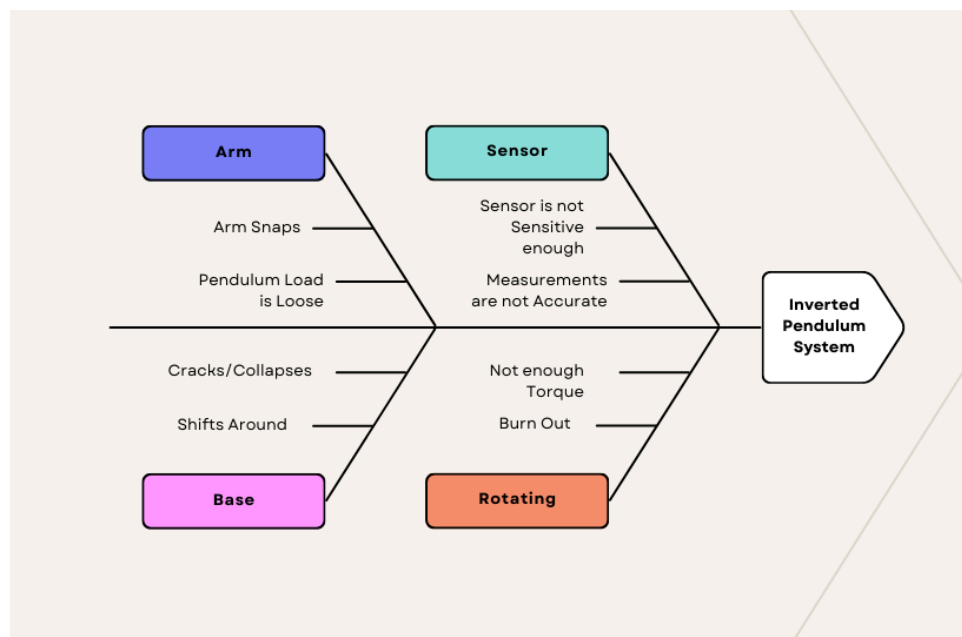 Arm
Sensor
Arm Snaps
Sensor is not
Sensitive
enough
Pendulum Load
is Loose
Measurements
are not Accurate
Inverted
Pendulum
System
Cracks/Collapses
Not enough
Torque
Shifts Around
Burn Out
Base
Rotating